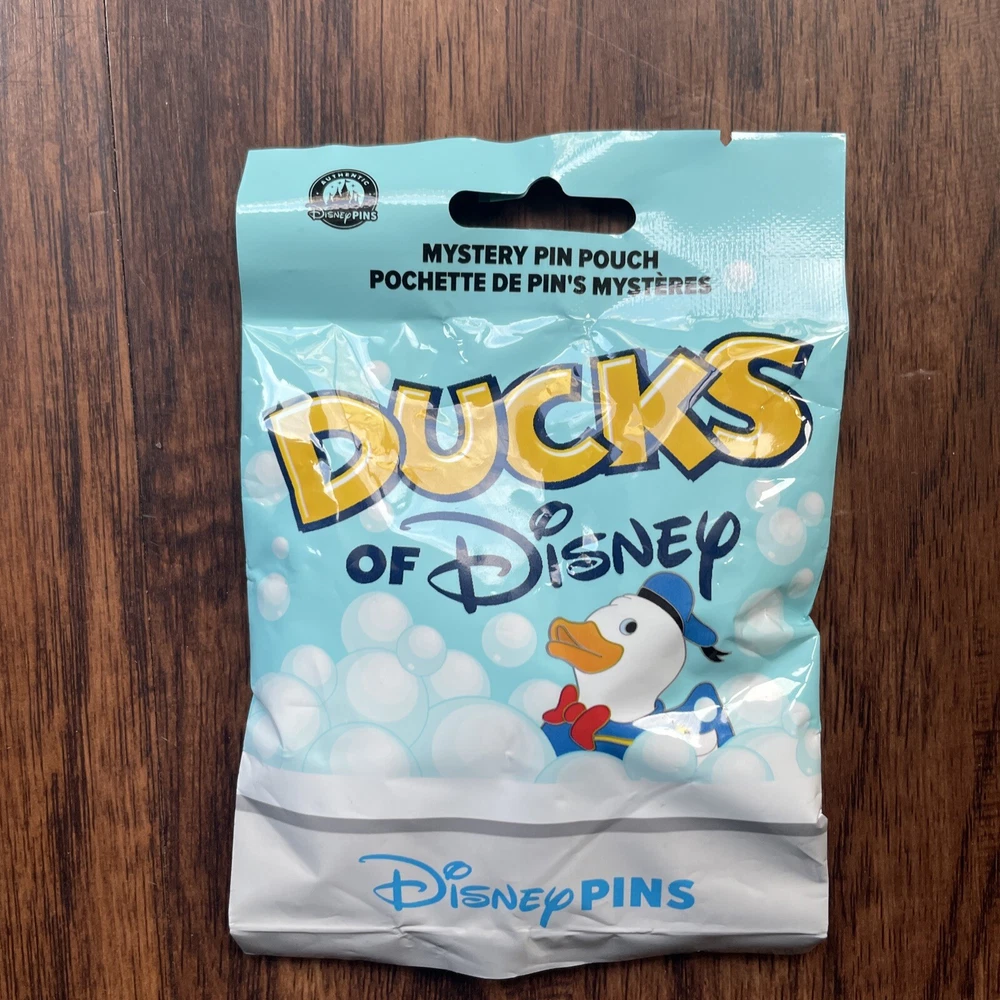 AUTHENTIC
Disney PINS
MYSTERY PIN POUCH
POCHETTE DE PIN'S MYSTÈRES
DUCKS
OF Disney
Disney PINS